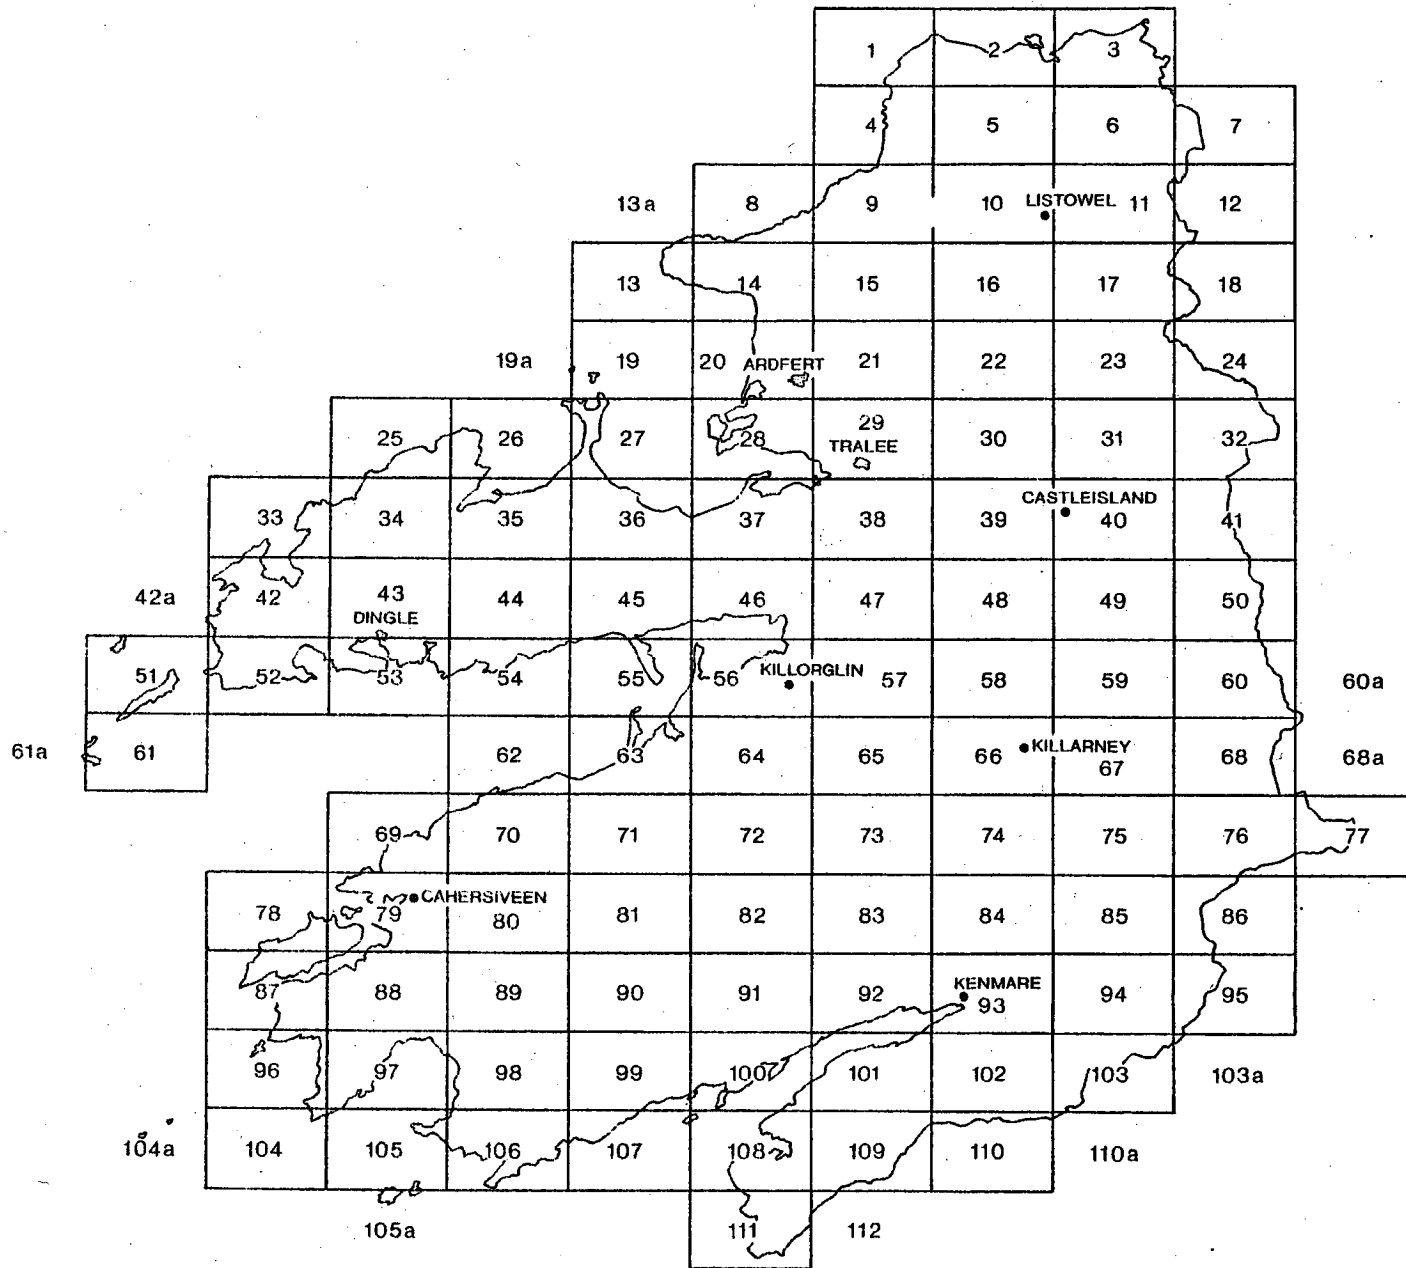 1 2 3
4 5 6 7
13a 8 9 10 LISTOWEL 11 12
13 14 15 16 17 18
19a 19 20 ARDFERT 21 22 23 24
25 26 27 28 29 30 31 32
TRALEE
CASTLEISLAND
33 34 35 36 37 38 39 40 41
42a 42 43 44 45 46 47 48 49 50
DINGLE
51 52 53 54 55 56 KILLORGLIN 57 58 59 60 60a
61a 61 62 63 64 65 66 KILLARNEY 67 68 68a
69 70 71 72 73 74 75 76 77
78 79 CAHERSIVEEN 80 81 82 83 84 85 86
KENMARE
87 88 89 90 91 92 93 94 95
96 97 98 99 100 101 102 103 103a
104a 104 105 106 107 108 109 110 110a
105a 111 112